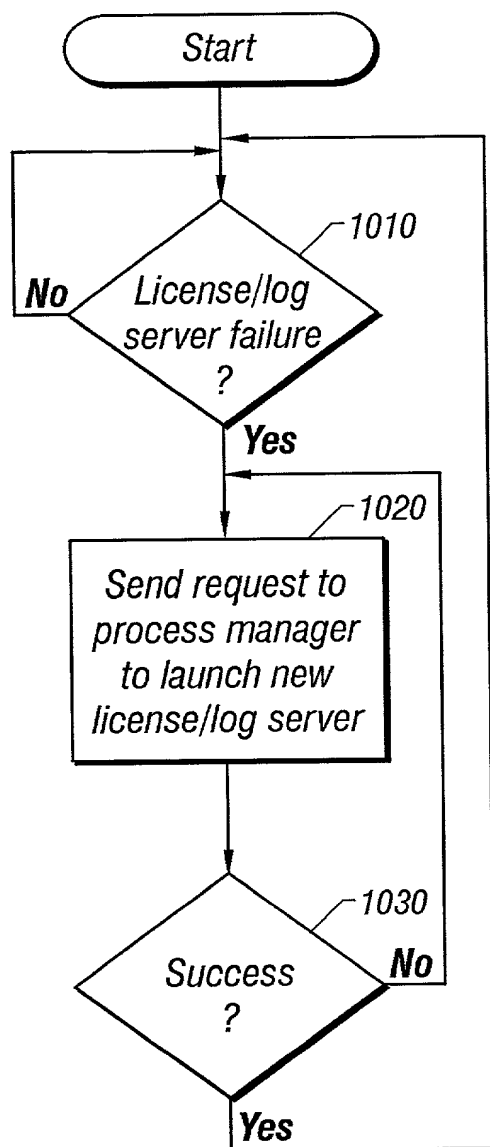 Start
1010
No
License/log
server failure
?
Yes
1020
Send request to
process manager
to launch new
license/log server
1030
Success
?
No
Yes